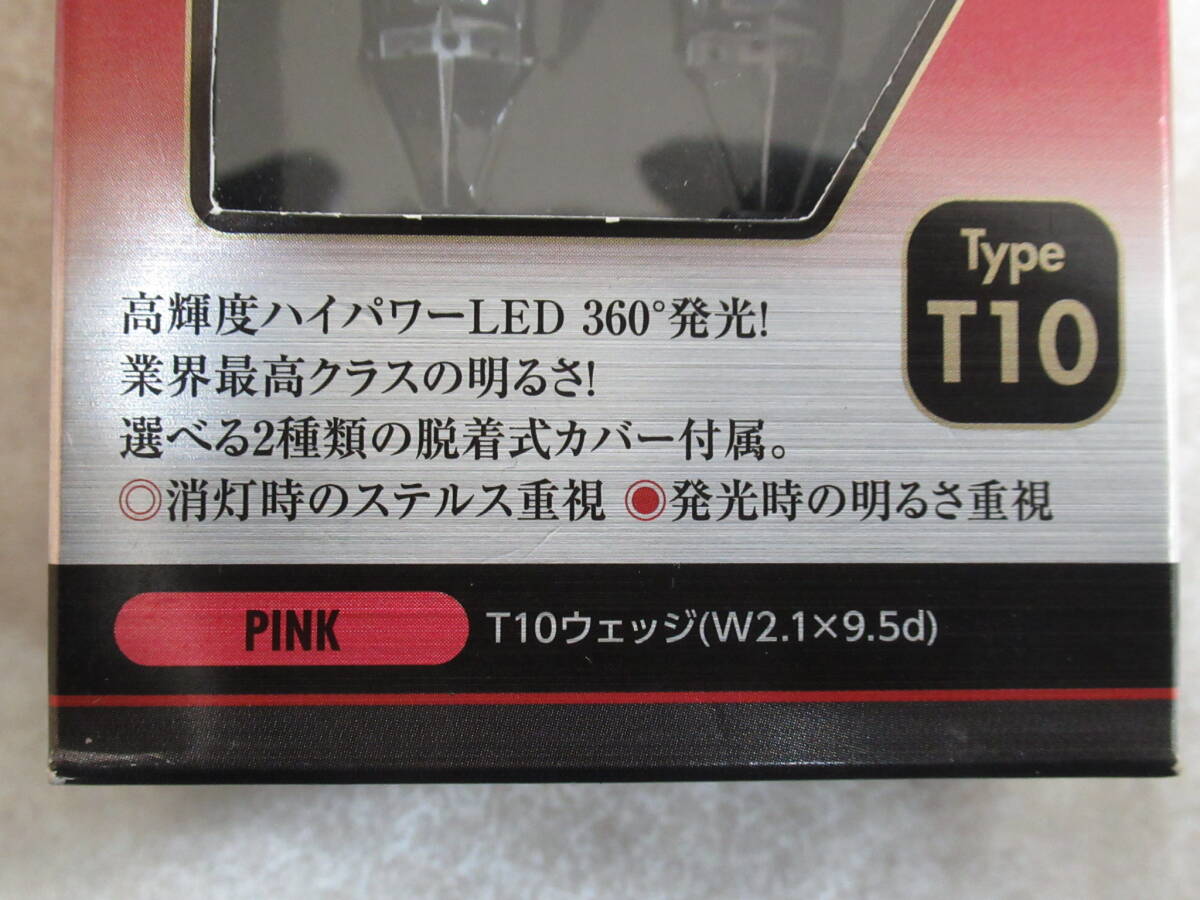 Type
T10
高輝度ハイパワーLED 360°発光!
業界最高クラスの明るさ!
選べる2種類の脱着式カバー付属。
◎消灯時のステルス重視 ◉発光時の明るさ重視
PINK
T10ウェッジ(W2.1×9.5d)